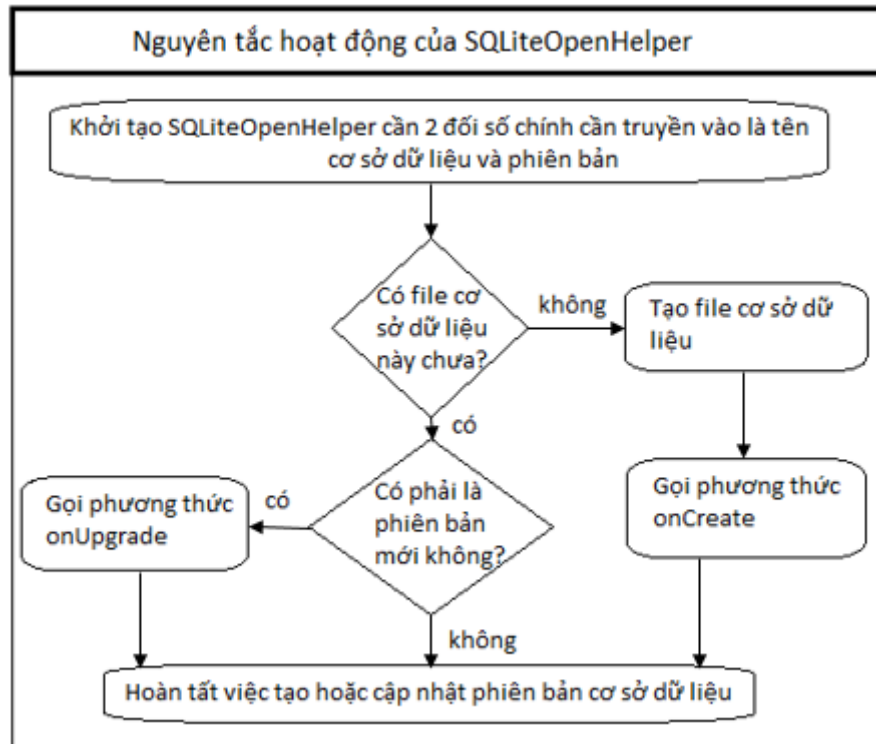 Nguyên tắc hoạt động của SQLiteOpenHelper
Khởi tạo SQLiteOpenHelper cần 2 đối số chính cần truyền vào là tên
cơ sở dữ liệu và phiên bản
Có file cơ
sở dữ liệu
này chưa?
không
Tạo file cơ sở dữ
liệu
có
Gọi phương thức
onUpgrade
có
Có phải là
phiên bản
mới không?
Gọi phương thức
onCreate
không
Hoàn tất việc tạo hoặc cập nhật phiên bản cơ sở dữ liệu